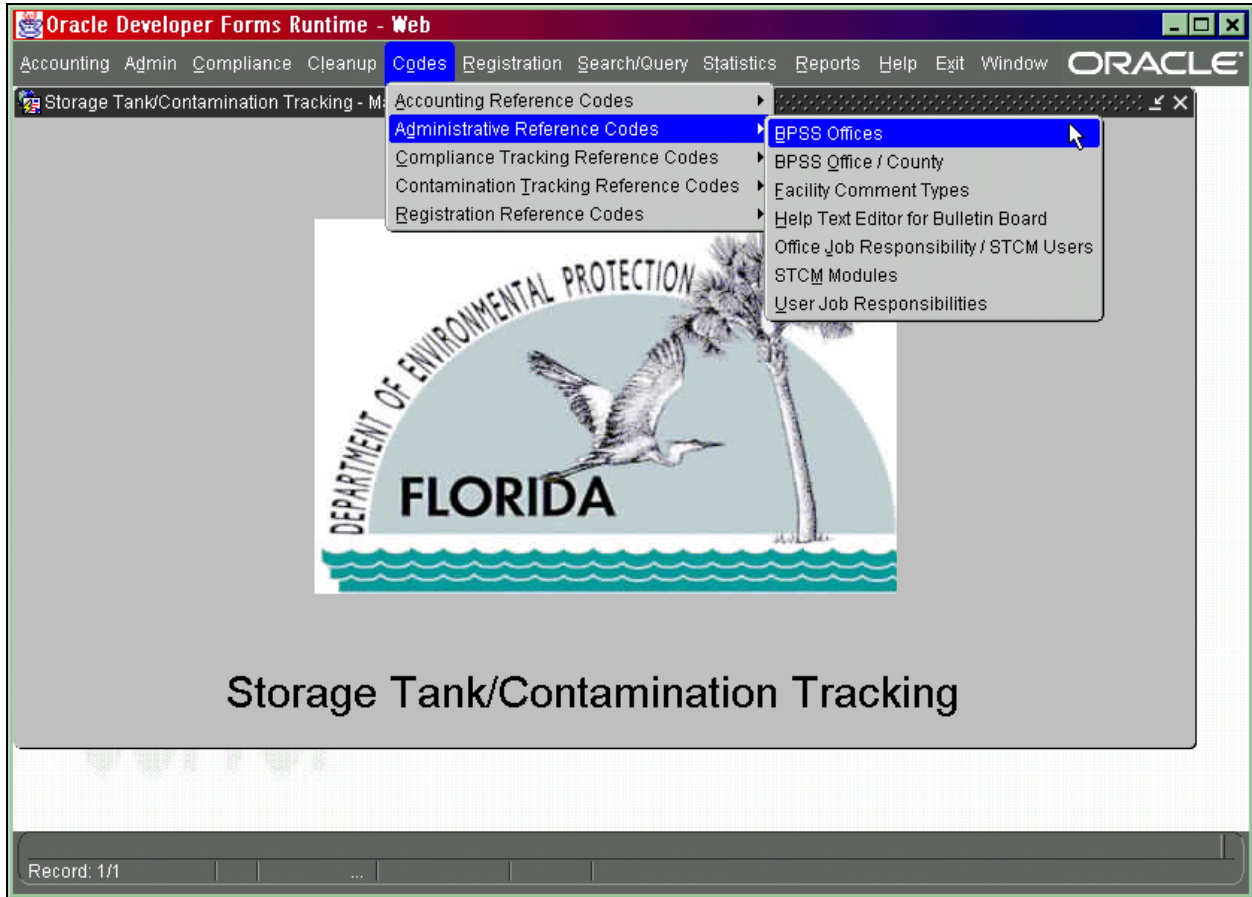 Oracle Developer Forms Runtime - Web
Accounting Admin Compliance Cleanup Codes Registration Search/Query Statistics Reports Help Exit Window ORACLE
Storage Tank/Contamination Tracking -
Accounting Reference Codes
Administrative Reference Codes
Compliance Tracking Reference Codes
Contamination Tracking Reference Codes
Registration Reference Codes
BPSS Offices
BPSS Office / County
Facility Comment Types
Help Text Editor for Bulletin Board
Office Job Responsibility / STCM Users
STCM Modules
User Job Responsibilities
DEPARTMENT OF ENVIRONMENTAL PROTECTION
FLORIDA
Storage Tank/Contamination Tracking
Record: 1/1
...